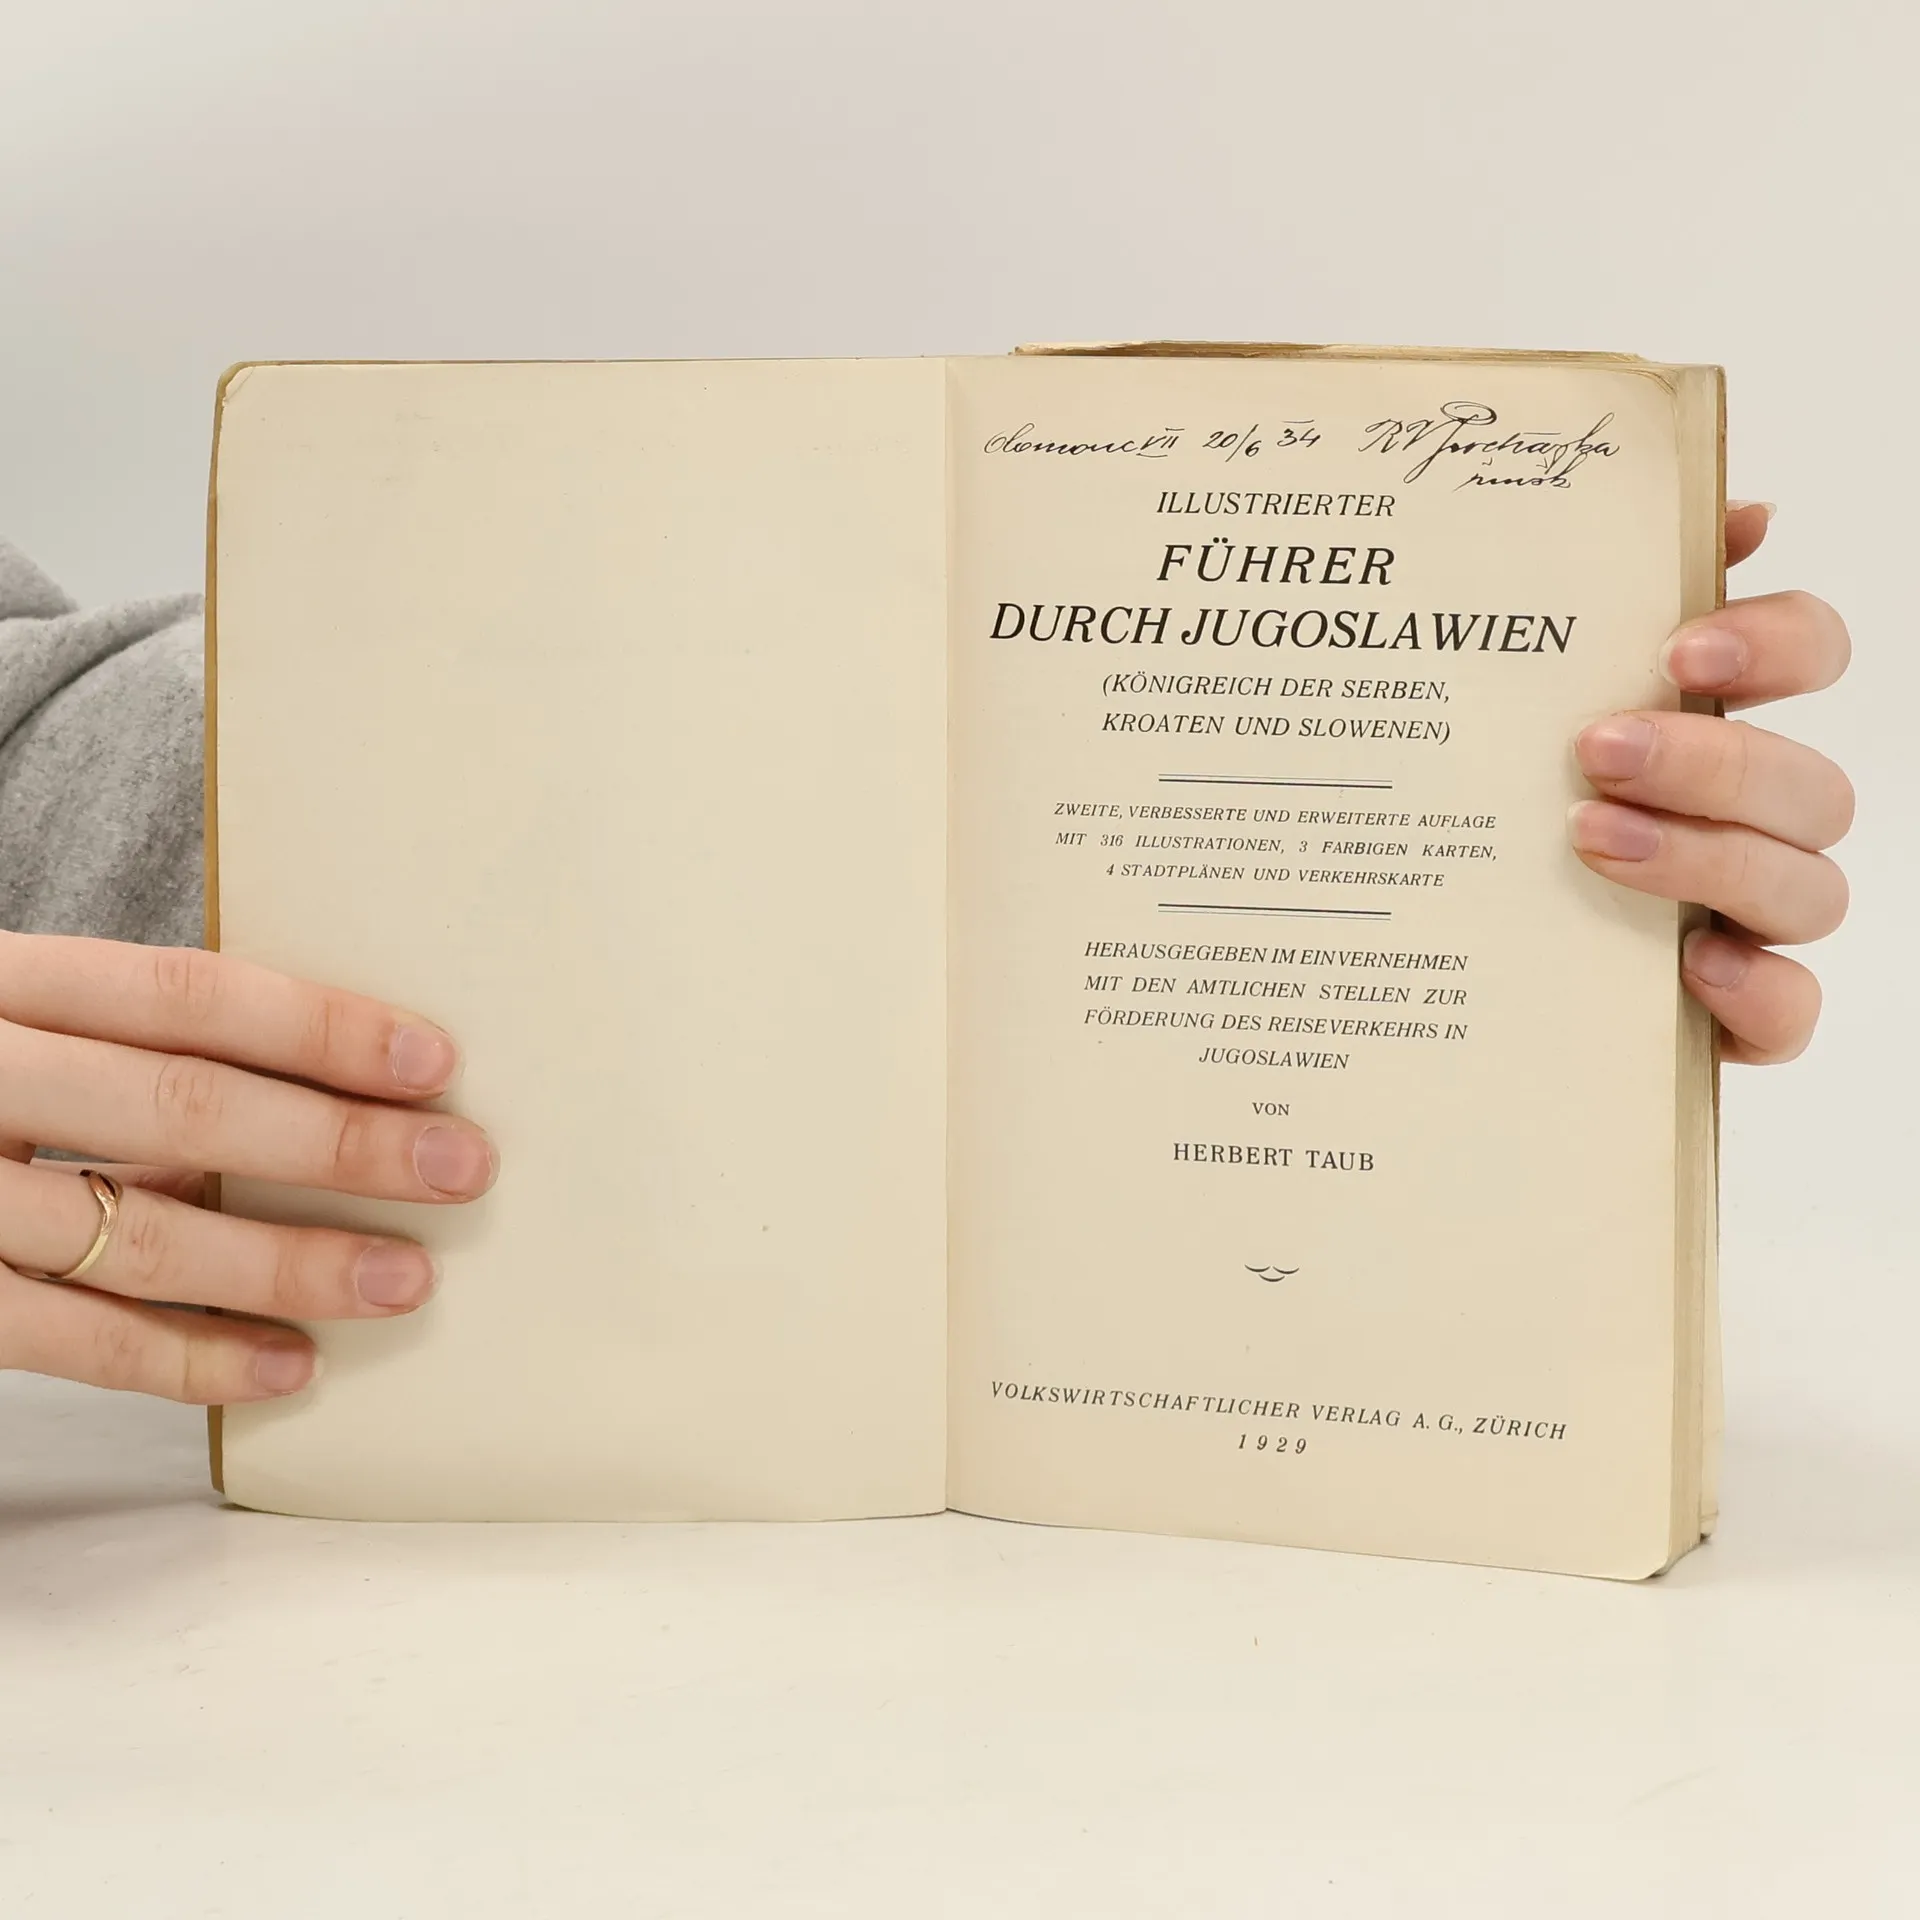 Olomouc VII 20/6 34 RVProcházka
ILLUSTRIERTER
FÜHRER
DURCH JUGOSLAWIEN
(KÖNIGREICH DER SERBEN,
KROATEN UND SLOWENEN)
ZWEITE, VERBESSERTE UND ERWEITERTE AUFLAGE
MIT 316 ILLUSTRATIONEN, 3 FARBIGEN KARTEN,
4 STADTPLÄNEN UND VERKEHRSKARTE
HERAUSGEGEBEN IM EINVERNEHMEN
MIT DEN AMTLICHEN STELLEN ZUR
FÖRDERUNG DES REISEVERKEHRS IN
JUGOSLAWIEN
VON
HERBERT TAUB
VOLKSWIRTSCHAFTLICHER VERLAG A. G., ZÜRICH
1929